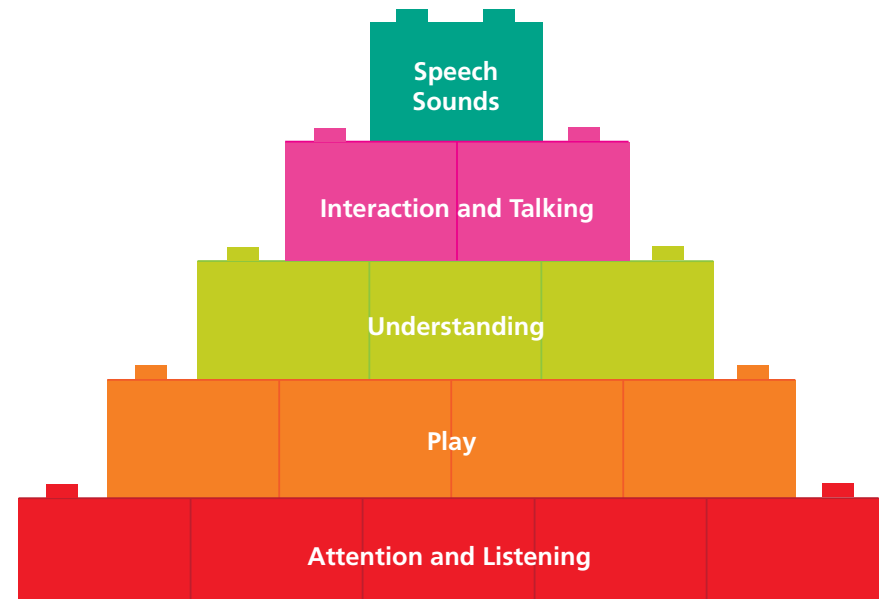 Speech
Sounds
Interaction and Talking
Understanding
Play
Attention and Listening